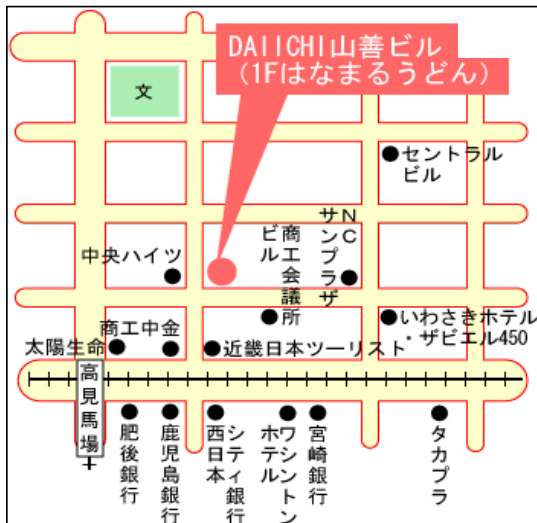 DAIICHI山善ビル
(1Fはなまるうどん)
文
セントラル
ビル
NC
サンプラザ
商工会議所
ビル
中央ハイツ
いわさきホテル
・ザビエル450
商工中金
太陽生命
近畿日本ツーリスト
高見馬場
肥後銀行
鹿児島銀行
西日本
シティ銀行
ワシントン
ホテル
宮崎銀行
タカプラ